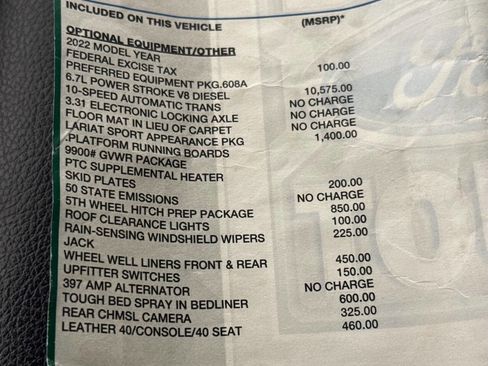 INCLUDED ON THIS VEHICLE (MSRP)*
OPTIONAL EQUIPMENT/OTHER
2022 MODEL YEAR
FEDERAL EXCISE TAX 100.00
PREFERRED EQUIPMENT PKG.608A
6.7L POWER STROKE V8 DIESEL 10,575.00
10-SPEED AUTOMATIC TRANS NO CHARGE
3.31 ELECTRONIC LOCKING AXLE NO CHARGE
FLOOR MAT IN LIEU OF CARPET NO CHARGE
LARIAT SPORT APPEARANCE PKG 1,400.00
.PLATFORM RUNNING BOARDS
9900# GVWR PACKAGE
PTC SUPPLEMENTAL HEATER
SKID PLATES 200.00
50 STATE EMISSIONS NO CHARGE
5TH WHEEL HITCH PREP PACKAGE 850.00
ROOF CLEARANCE LIGHTS 100.00
RAIN-SENSING WINDSHIELD WIPERS 225.00
JACK
WHEEL WELL LINERS FRONT & REAR 450.00
UPFITTER SWITCHES 150.00
397 AMP ALTERNATOR NO CHARGE
TOUGH BED SPRAY IN BEDLINER 600.00
REAR CHMSL CAMERA 325.00
LEATHER 40/CONSOLE/40 SEAT 460.00